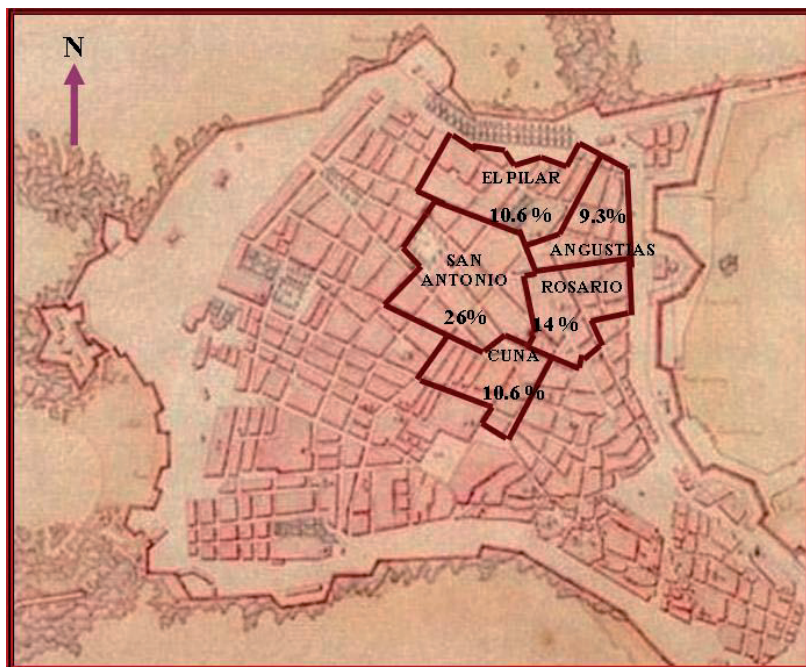 N
EL PILAR
10.6 %
9.3%
ANGUSTIAS
SAN
ANTONIO
26%
ROSARIO
14 %
CUNA
10.6 %